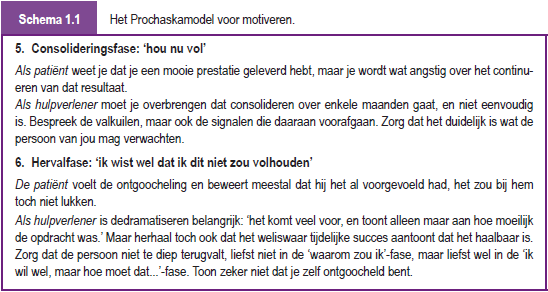 Schema 1.1 Het Prochaskamodel voor motiveren.
5. Consolideringsfase: ‘hou nu vol’
Als patiënt weet je dat je een mooie prestatie geleverd hebt, maar je wordt wat angstig over het continu-
eren van dat resultaat.
Als hulpverlener moet je overbrengen dat consolideren over enkele maanden gaat, en niet eenvoudig
is. Bespreek de valkuilen, maar ook de signalen die daaraan voorafgaan. Zorg dat het duidelijk is wat de
persoon van jou mag verwachten.
6. Hervalfase: ‘ik wist wel dat ik dit niet zou volhouden’
De patiënt voelt de ontgoocheling en beweert meestal dat hij het al voorgevoeld had, het zou bij hem
toch niet lukken.
Als hulpverlener is dedramatiseren belangrijk: ‘het komt veel voor, en toont alleen maar aan hoe moeilijk
de opdracht was.’ Maar herhaal toch ook dat het weliswaar tijdelijke succes aantoont dat het haalbaar is.
Zorg dat de persoon niet te diep terugvalt, liefst niet in de ‘waarom zou ik’-fase, maar liefst wel in de ‘ik
wil wel, maar hoe moet dat...’-fase. Toon zeker niet dat je zelf ontgoocheld bent.